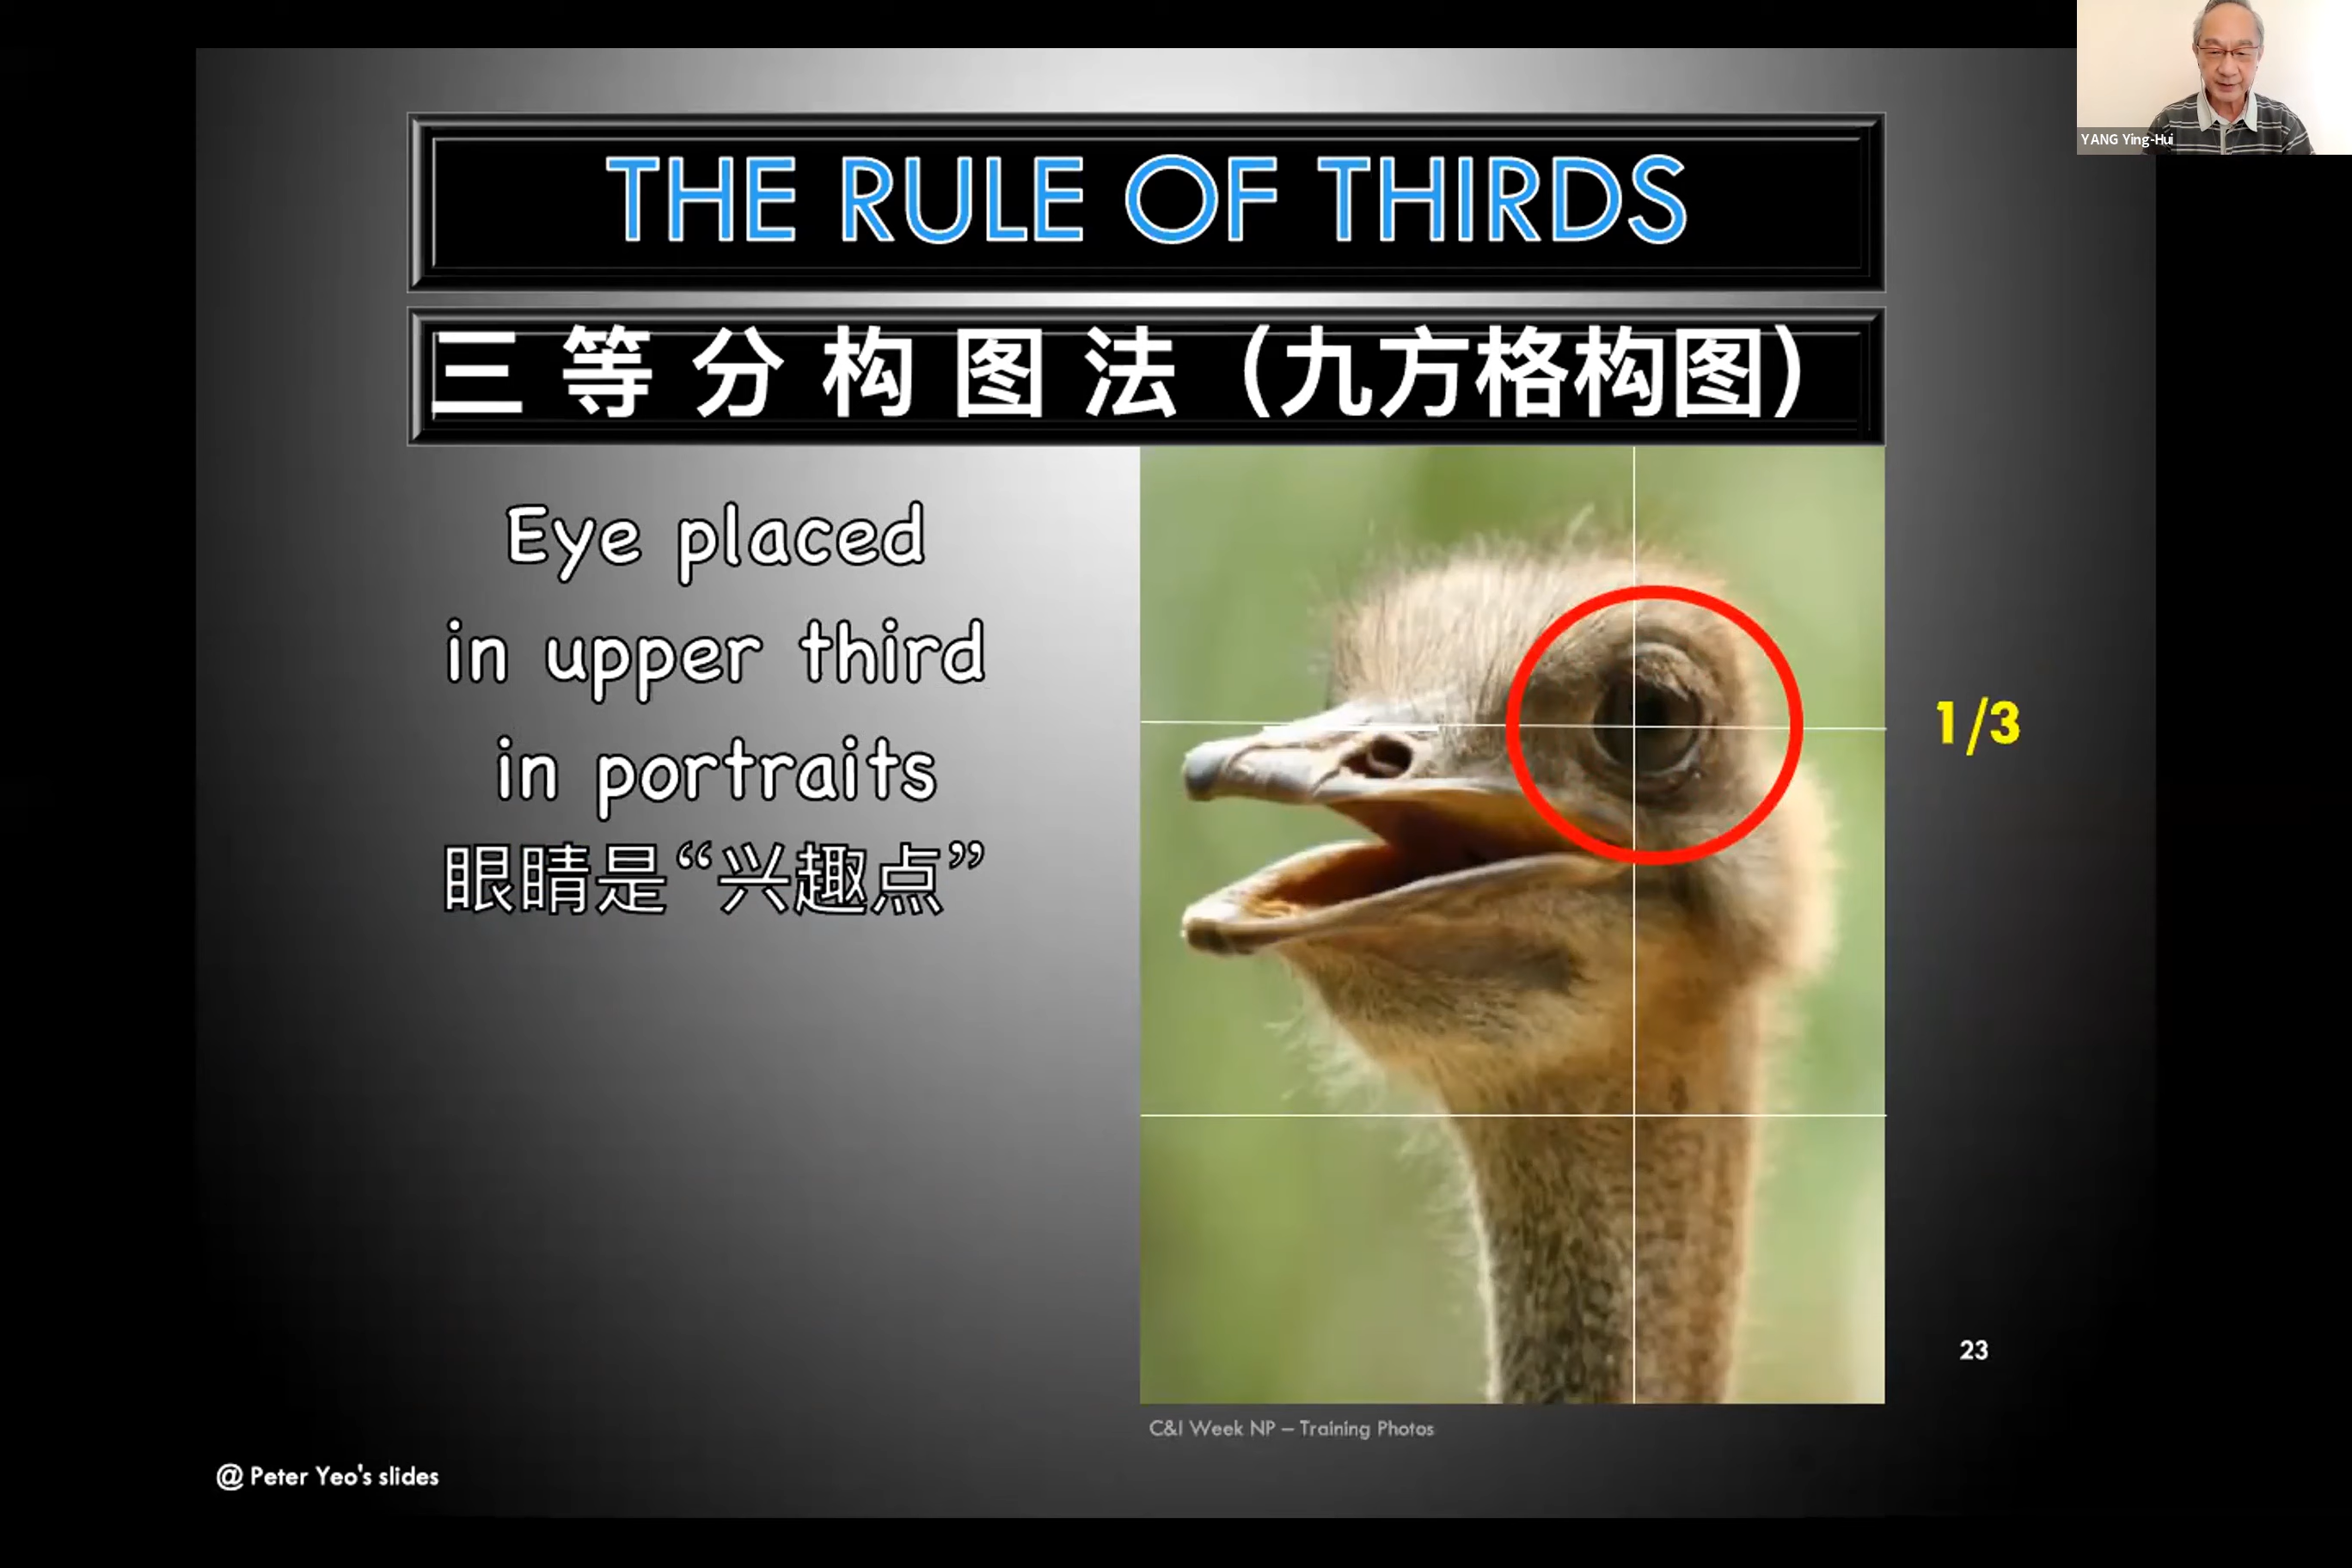 YANG Ying-Hui
THE RULE OF THIRDS
三等分构图法（九方格构图）
Eye placed
in upper third
in portraits
眼睛是“兴趣点”
1/3
23
C&I Week NP – Training Photos
@ Peter Yeo's slides